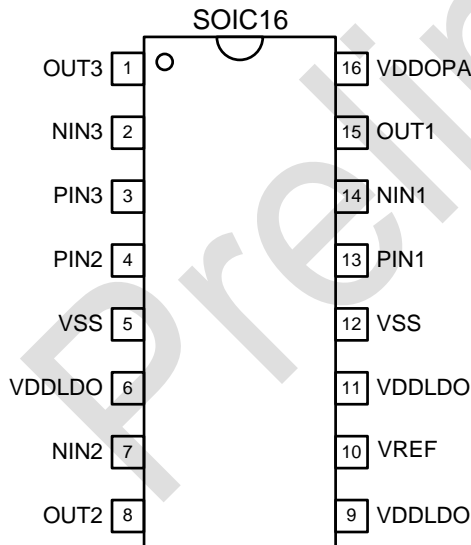 SOIC16
OUT3 1 16 VDDOPA
NIN3 2 15 OUT1
PIN3 3 14 NIN1
PIN2 4 13 PIN1
VSS 5 12 VSS
VDDLDO 6 11 VDDLDO
NIN2 7 10 VREF
OUT2 8 9 VDDLDO
Prelin